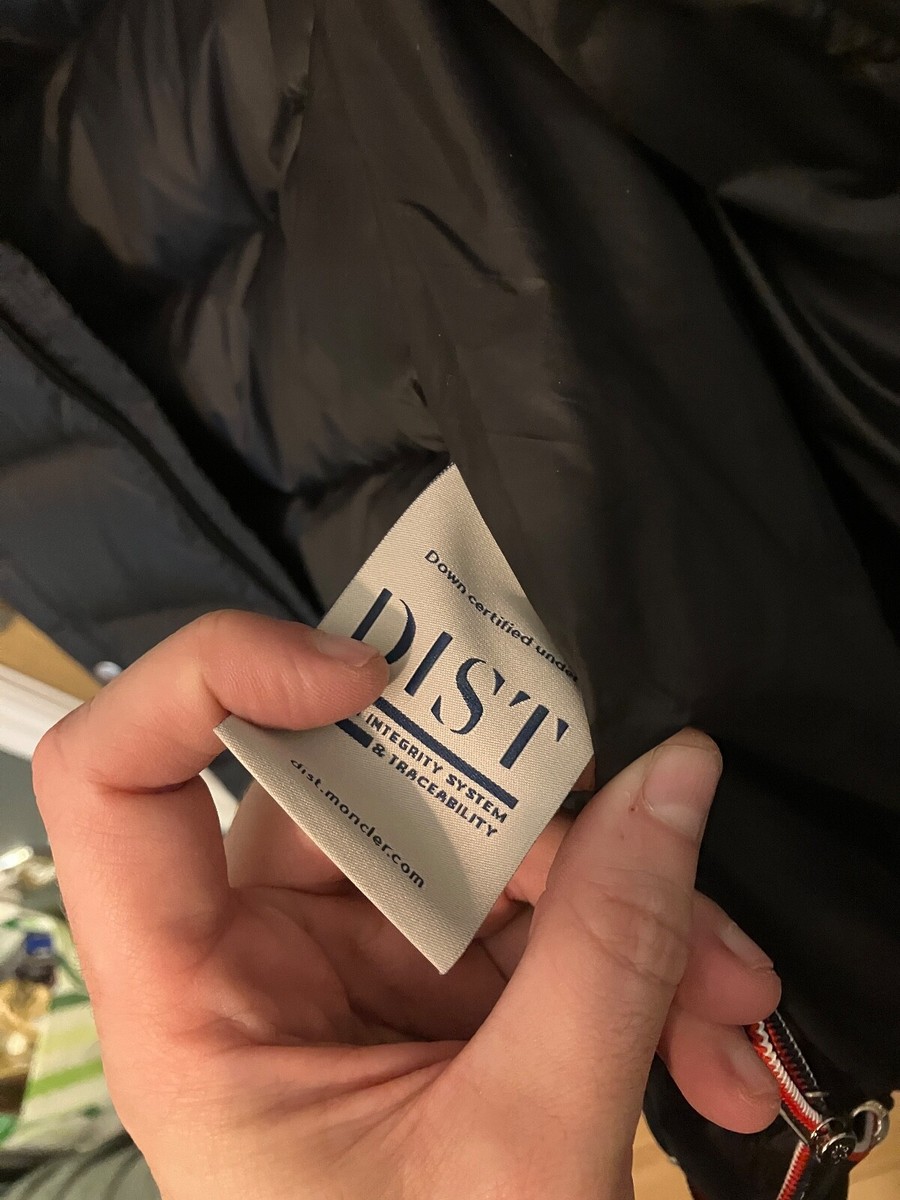 Down certified under
DIST
INTEGRITY SYSTEM
& TRACEABILITY
dist.moncler.com